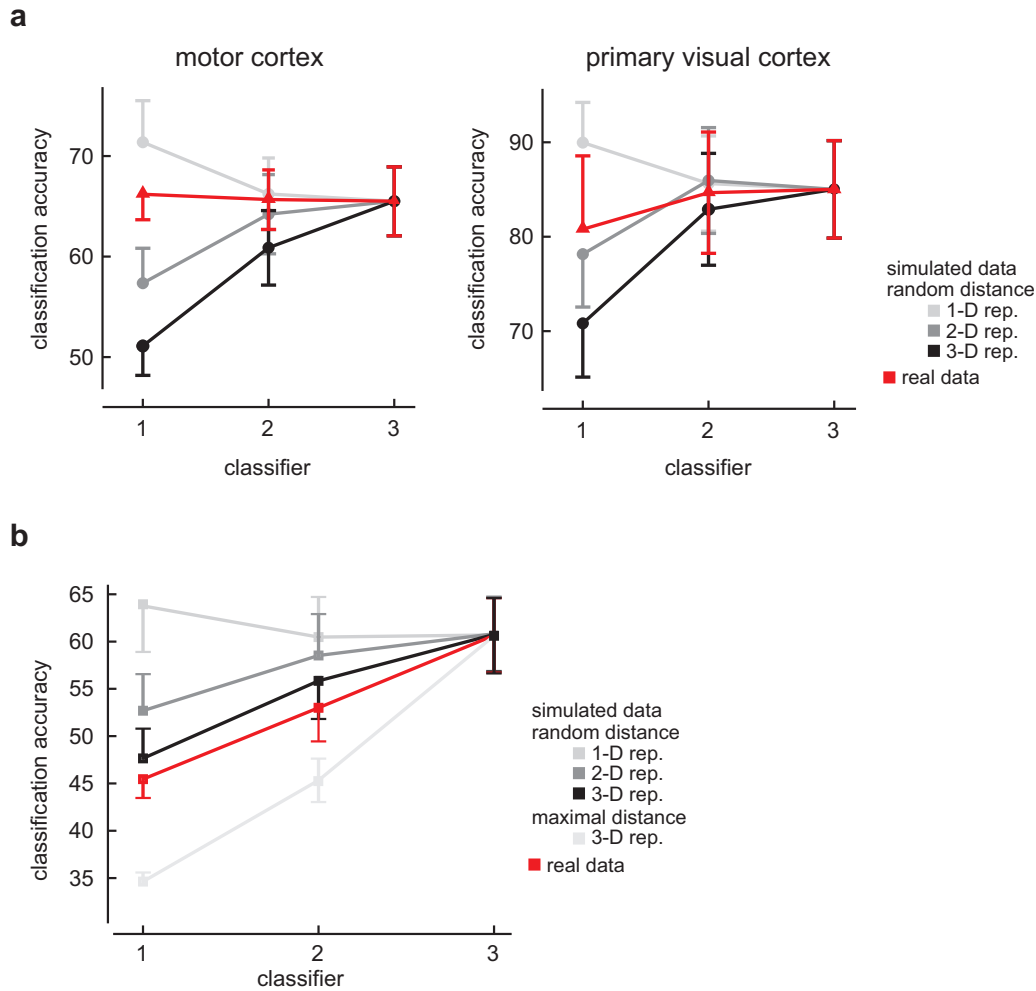 a
motor cortex
primary visual cortex
classification accuracy
70
60
50
1 2 3
classifier
classification accuracy
90
80
70
1 2 3
classifier
simulated data
random distance
1-D rep.
2-D rep.
3-D rep.
real data
b
classification accuracy
65
60
55
50
45
40
35
1 2 3
classifier
simulated data
random distance
1-D rep.
2-D rep.
3-D rep.
maximal distance
3-D rep.
real data